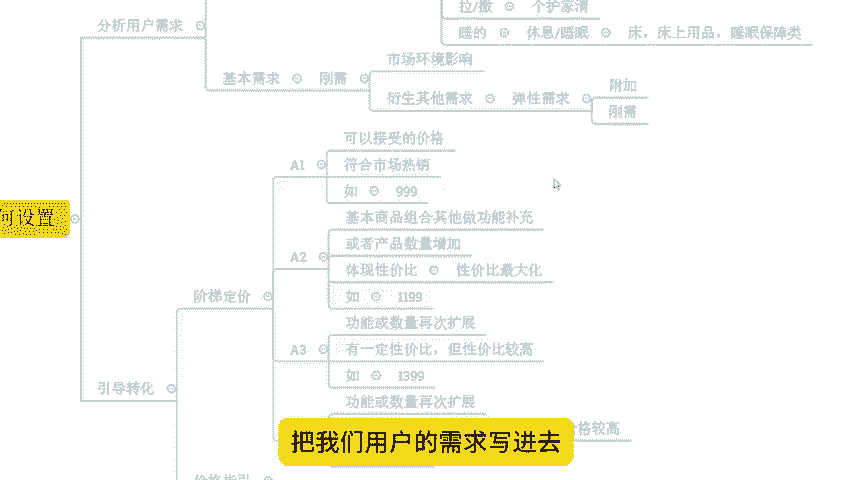 拉/撒 个护家清
分析用户需求
睡的 休息/睡眠 床，床上用品，睡眠保障类
市场环境影响
基本需求 刚需
附加
衍生其他需求 弹性需求
刚需
可以接受的价格
A1 符合市场热销
如 999
何设置
基本商品组合其他做功能补充
或者产品数量增加
A2
体现性价比 性价比最大化
阶梯定价
如 1199
功能或数量再次扩展
A3 有一定性价比，但性价比较高
如 1399
引导转化
功能或数量再次扩展
价格较高
把我们用户的需求写进去
价格指引